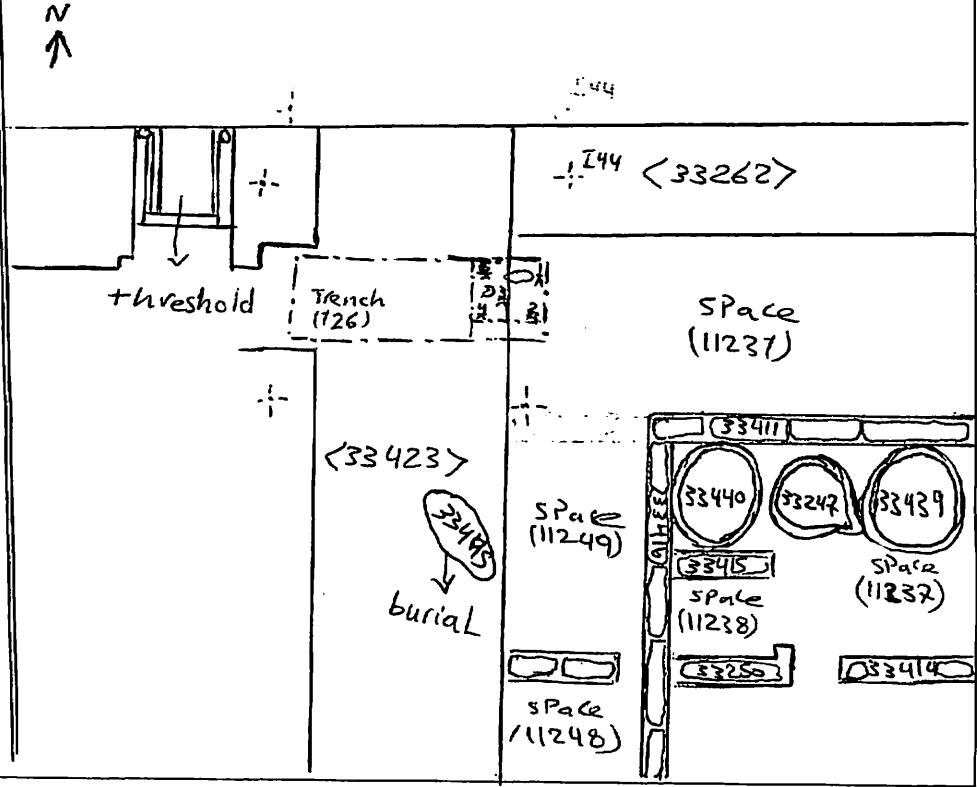 N
I44
I44 <33262>
threshold
Trench
(126)
SPace
(11237)
33411
<33423>
33440
33247
33439
33416
SPace
(11249)
33415
SPace
(11237)
SPace
(11238)
burial
33250
33414
SPace
(11248)